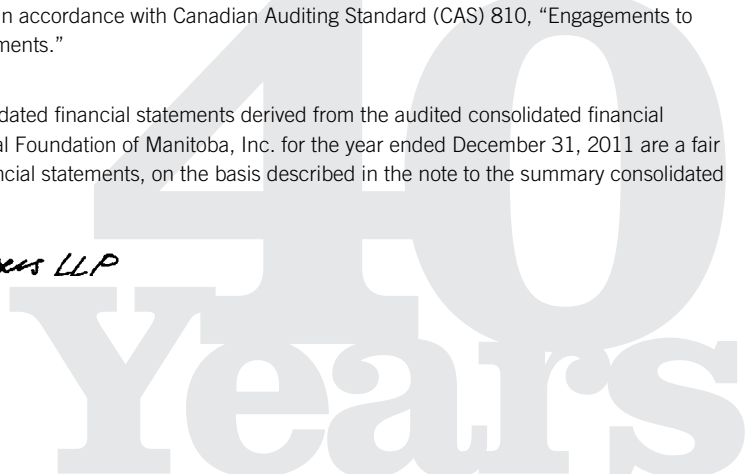 n accordance with Canadian Auditing Standard (CAS) 810, “Engagements to
ments.”
dated financial statements derived from the audited consolidated financial
al Foundation of Manitoba, Inc. for the year ended December 31, 2011 are a fair
ncial statements, on the basis described in the note to the summary consolidated
LLP
40
Years